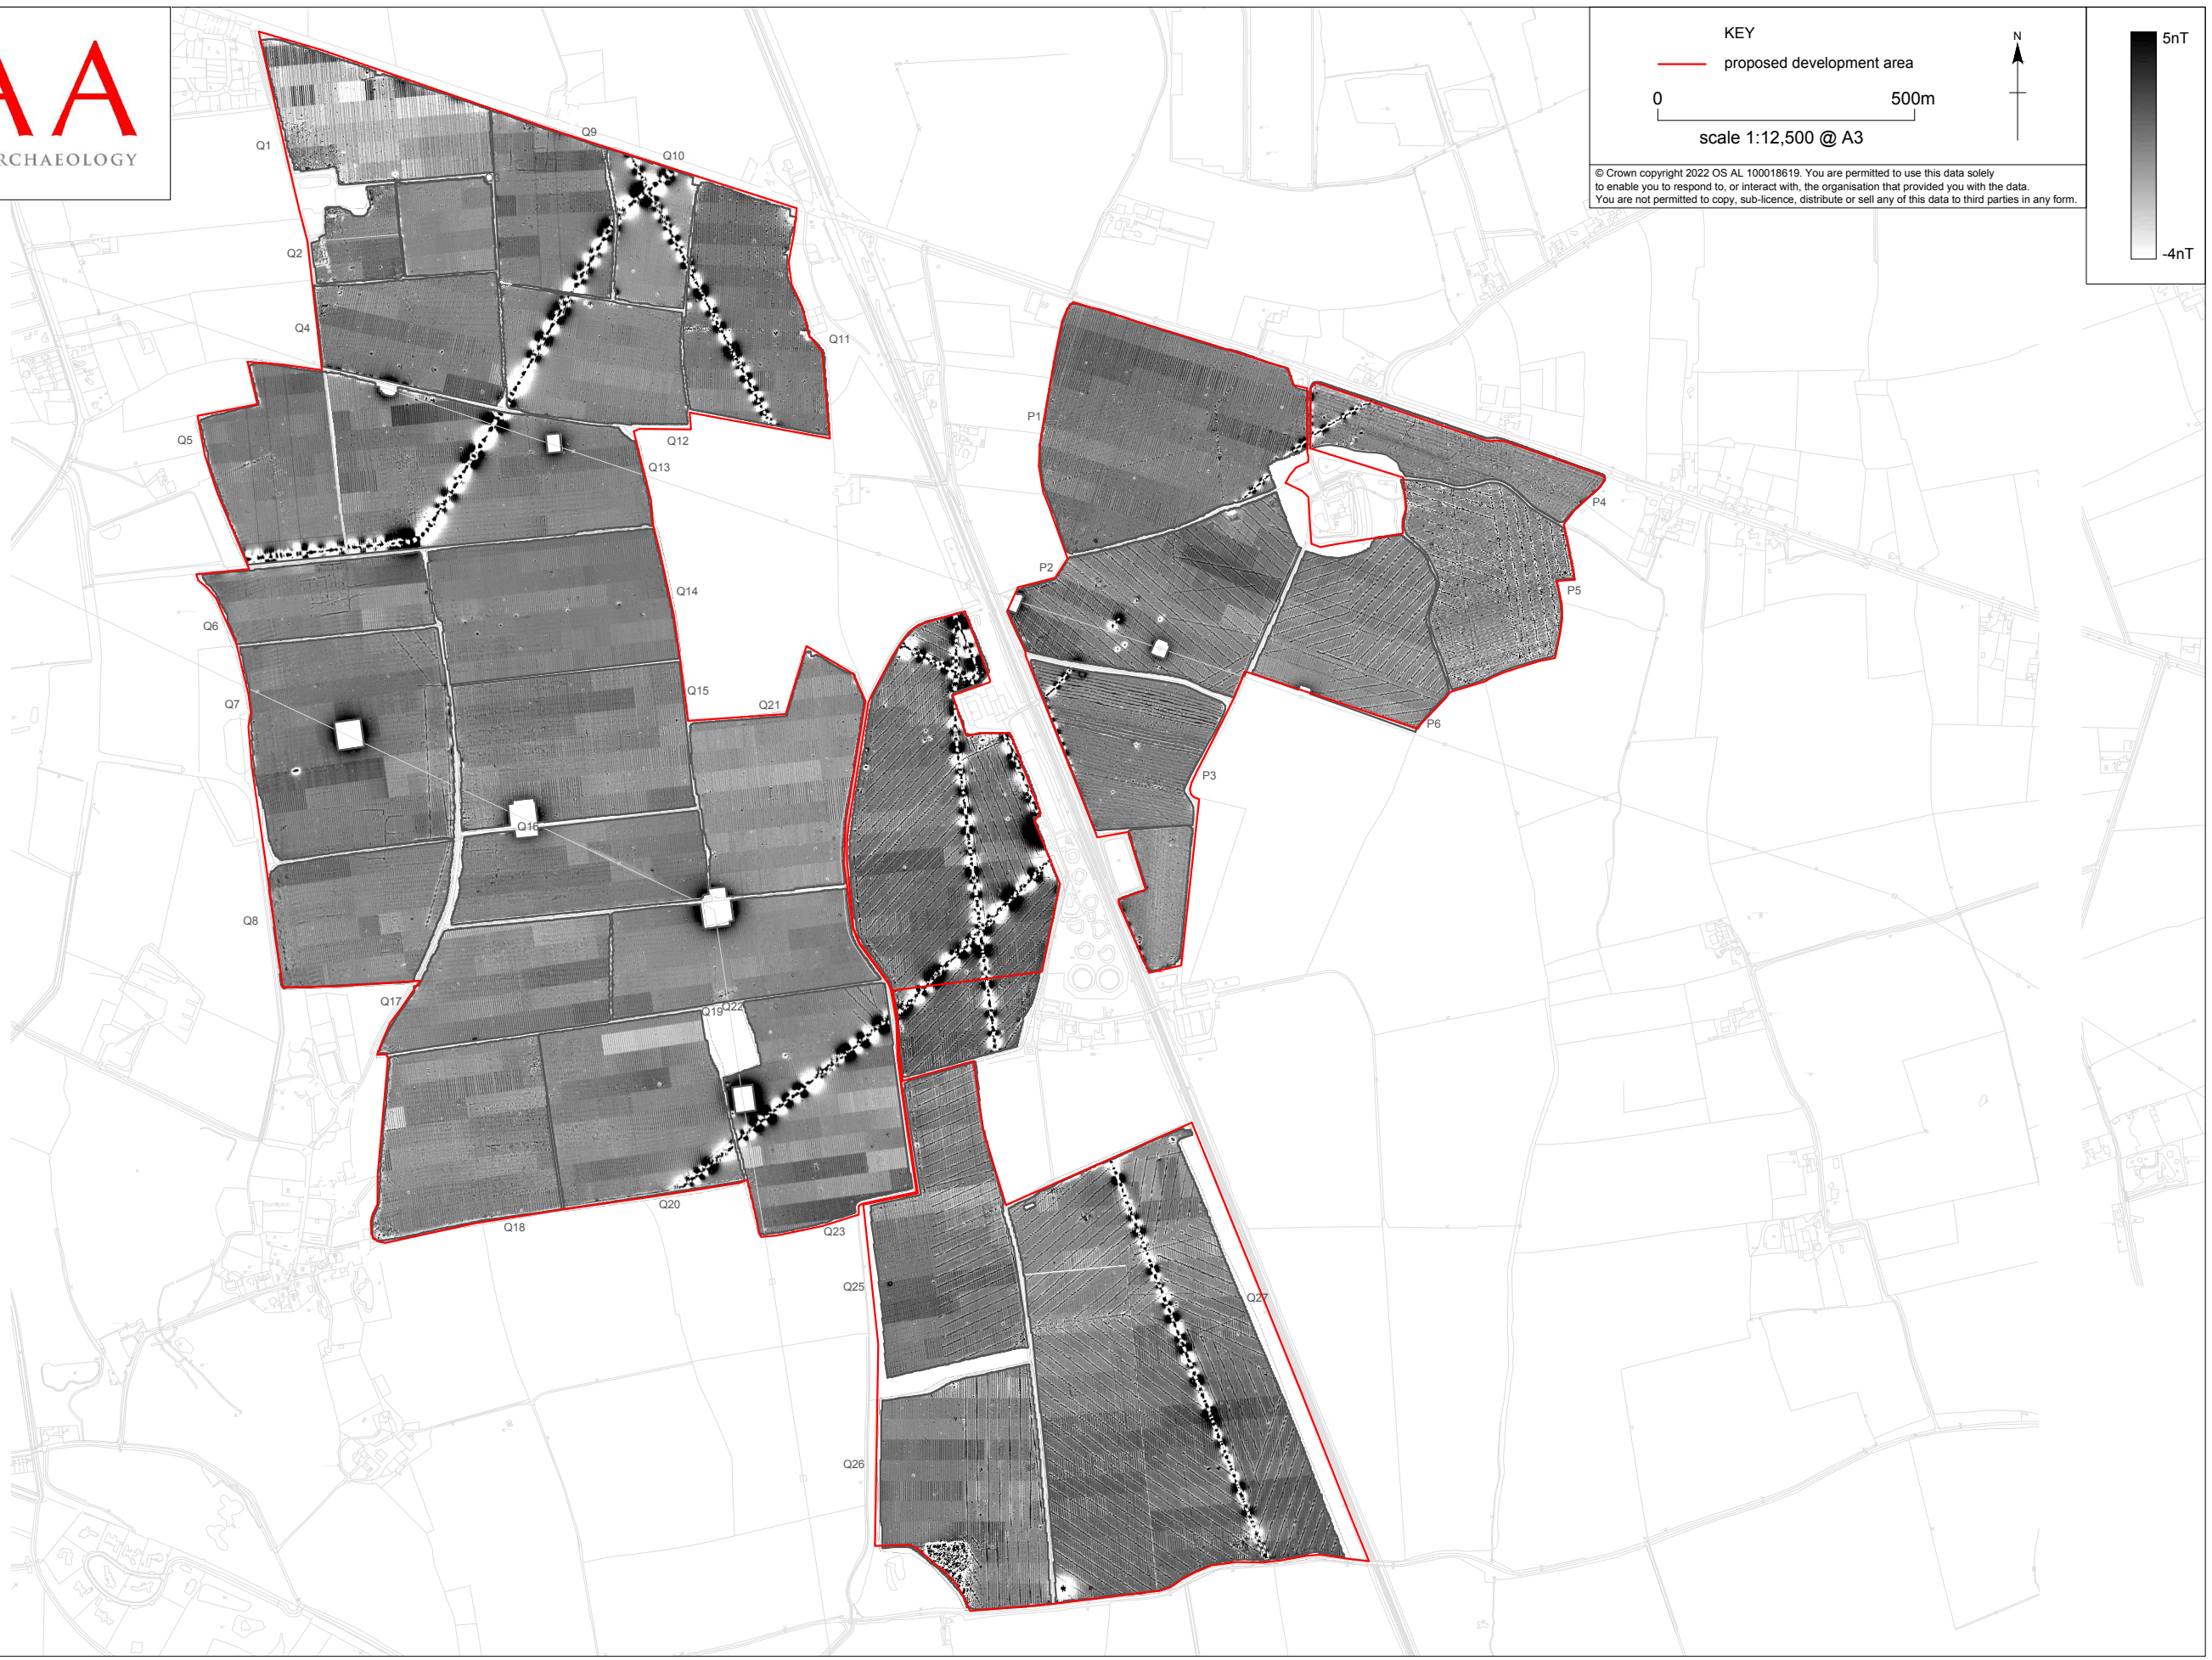 AA
RCHAEOLOGY
KEY
proposed development area
N
0 500m
scale 1:12,500 @ A3
© Crown copyright 2022 OS AL 100018619. You are permitted to use this data solely
to enable you to respond to, or interact with, the organisation that provided you with the data.
You are not permitted to copy, sub-licence, distribute or sell any of this data to third parties in any form.
5nT
-4nT
Q1
Q9
Q10
Q2
Q4
Q11
Q5
Q12
Q13
P1
P4
P2
P5
Q14
Q6
Q7
Q15
Q21
P6
P3
Q16
Q8
Q17
Q19
Q22
Q18
Q20
Q23
Q25
Q27
Q26